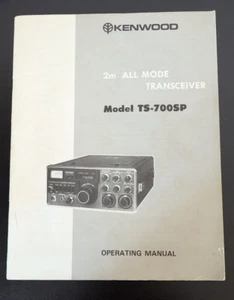 KENWOOD
2m ALL MODE
TRANSCEIVER
Model TS-700SP
OPERATING MANUAL